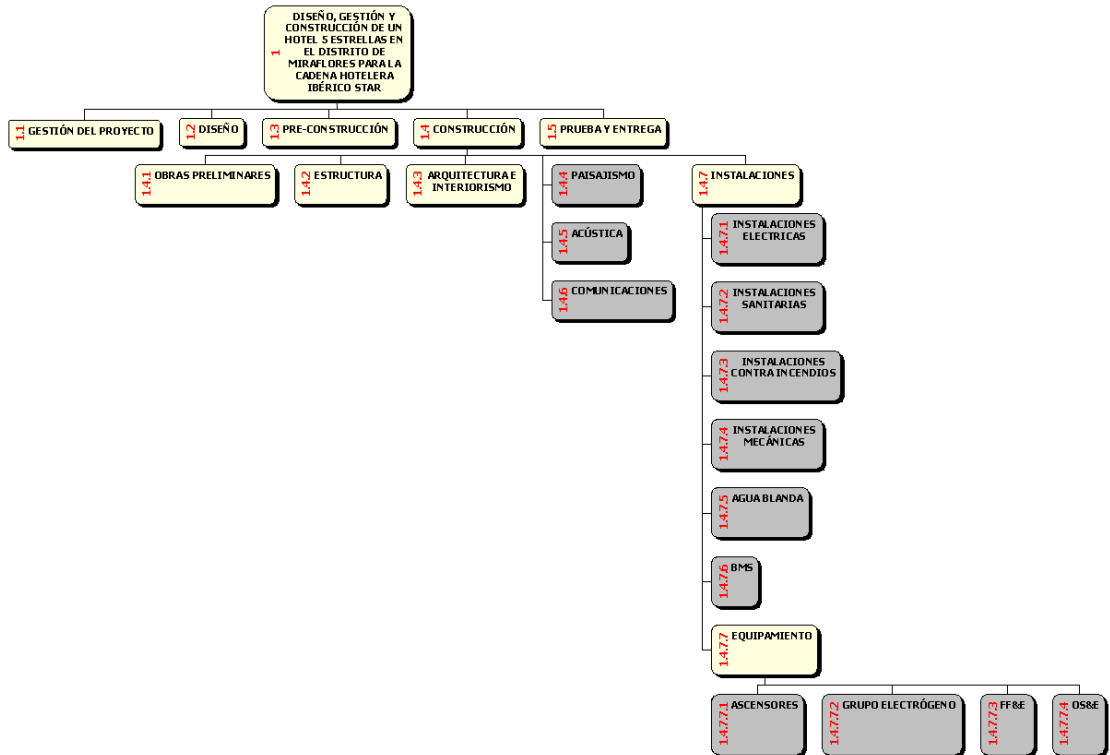 1
DISEÑO, GESTIÓN Y
CONSTRUCCIÓN DE UN
HOTEL 5 ESTRELLAS EN
EL DISTRITO DE
MIRAFLORES PARA LA
CADENA HOTELERA
IBÉRICO STAR
1.1 GESTIÓN DEL PROYECTO
1.2 DISEÑO
1.3 PRE-CONSTRUCCIÓN
1.4 CONSTRUCCIÓN
1.5 PRUEBA Y ENTREGA
1.4.1 OBRAS PRELIMINARES
1.4.2 ESTRUCTURA
1.4.3 ARQUITECTURA E
INTERIORISMO
1.4.4 PAISAJISMO
1.4.5 ACÚSTICA
1.4.6 COMUNICACIONES
1.4.7 INSTALACIONES
1.4.7.1 INSTALACIONES
ELECTRICAS
1.4.7.2 INSTALACIONES
SANITARIAS
1.4.7.3 INSTALACIONES
CONTRA INCENDIOS
1.4.7.4 INSTALACIONES
MECÁNICAS
1.4.7.5 AGUA BLANDA
1.4.7.6 BMS
1.4.7.7 EQUIPAMIENTO
1.4.7.7.1 ASCENSORES
1.4.7.7.2 GRUPO ELECTRÓGENO
1.4.7.7.3 FF&E
1.4.7.7.4 OS&E